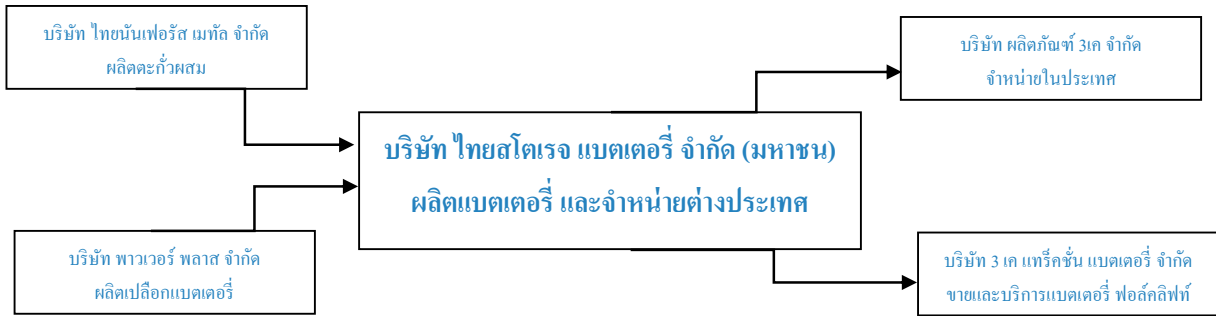 บริษัท ไทยนันเฟอรัส เมทัล จำกัด
ผลิตตะกั่วผสม
บริษัท ผลิตภัณฑ์ 3เค จำกัด
จำหน่ายในประเทศ
บริษัท ไทยสโตเรจ แบตเตอรี่ จำกัด (มหาชน)
ผลิตแบตเตอรี่ และจำหน่ายต่างประเทศ
บริษัท พาวเวอร์ พลาส จำกัด
ผลิตเปลือกแบตเตอรี่
บริษัท 3 เค แทร็คชั่น แบตเตอรี่ จำกัด
ขายและบริการแบตเตอรี่ ฟอล์คลิฟท์